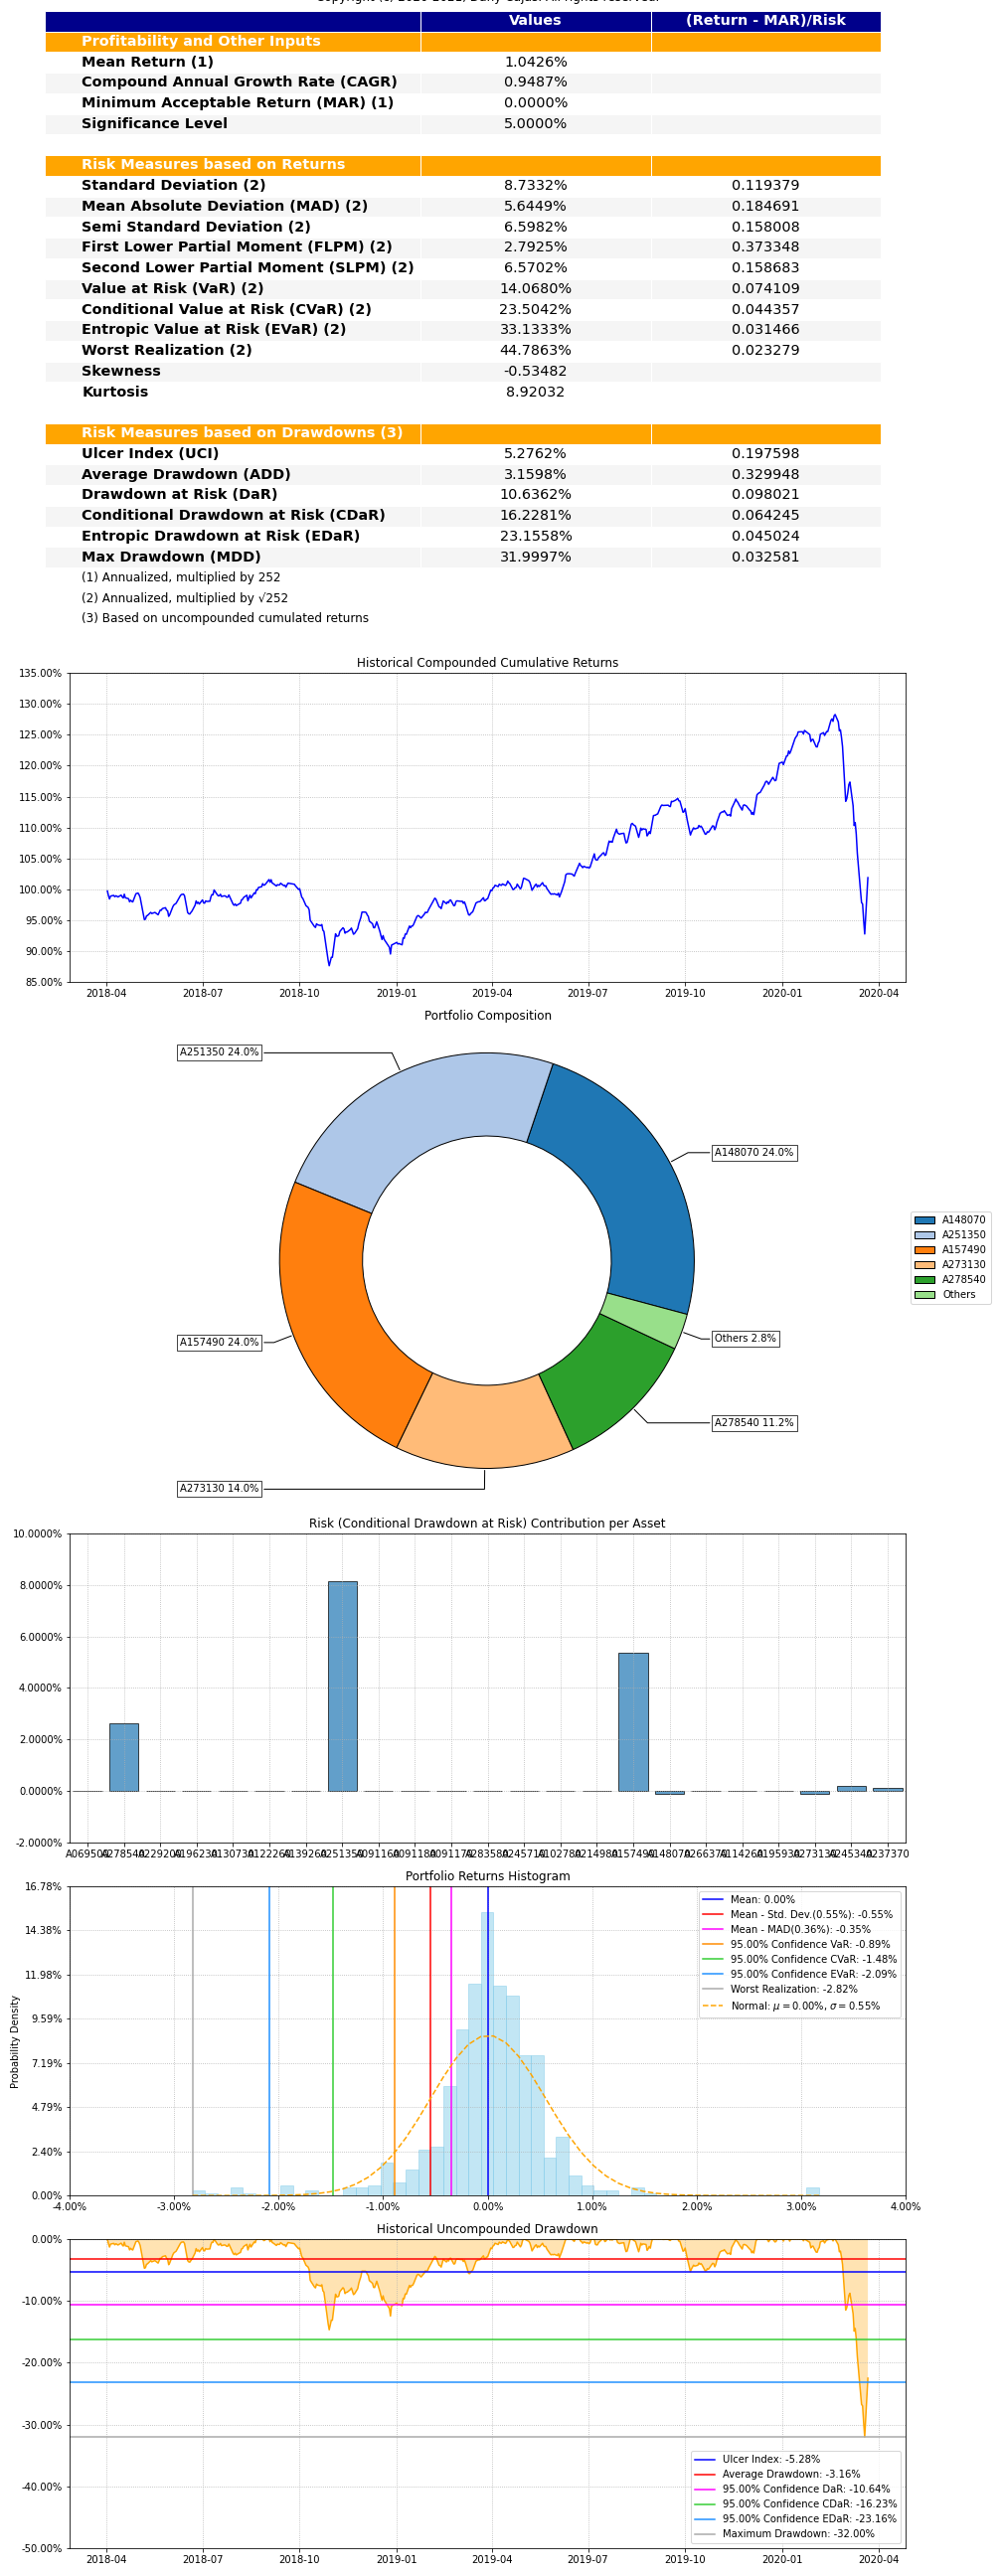 Values (Return - MAR)/Risk
Profitability and Other Inputs
Mean Return (1) 1.0426%
Compound Annual Growth Rate (CAGR) 0.9487%
Minimum Acceptable Return (MAR) (1) 0.0000%
Significance Level 5.0000%
Risk Measures based on Returns
Standard Deviation (2) 8.7332% 0.119379
Mean Absolute Deviation (MAD) (2) 5.6449% 0.184691
Semi Standard Deviation (2) 6.5982% 0.158008
First Lower Partial Moment (FLPM) (2) 2.7925% 0.373348
Second Lower Partial Moment (SLPM) (2) 6.5702% 0.158683
Value at Risk (VaR) (2) 14.0680% 0.074109
Conditional Value at Risk (CVaR) (2) 23.5042% 0.044357
Entropic Value at Risk (EVaR) (2) 33.1333% 0.031466
Worst Realization (2) 44.7863% 0.023279
Skewness -0.53482
Kurtosis 8.92032
Risk Measures based on Drawdowns (3)
Ulcer Index (UCI) 5.2762% 0.197598
Average Drawdown (ADD) 3.1598% 0.329948
Drawdown at Risk (DaR) 10.6362% 0.098021
Conditional Drawdown at Risk (CDaR) 16.2281% 0.064245
Entropic Drawdown at Risk (EDaR) 23.1558% 0.045024
Max Drawdown (MDD) 31.9997% 0.032581
(1) Annualized, multiplied by 252
(2) Annualized, multiplied by √252
(3) Based on uncompounded cumulated returns
Historical Compounded Cumulative Returns
135.00%
130.00%
125.00%
120.00%
115.00%
110.00%
105.00%
100.00%
95.00%
90.00%
85.00%
2018-04 2018-07 2018-10 2019-01 2019-04 2019-07 2019-10 2020-01 2020-04
Portfolio Composition
A251350 24.0%
A148070 24.0%
A148070
A251350
A157490
A273130
A278540
Others
Others 2.8%
A157490 24.0%
A278540 11.2%
A273130 14.0%
Risk (Conditional Drawdown at Risk) Contribution per Asset
10.0000%
8.0000%
6.0000%
4.0000%
2.0000%
0.0000%
-2.0000%
A237370
Portfolio Returns Histogram
Probability Density
16.78%
14.38%
11.98%
9.59%
7.19%
4.79%
2.40%
0.00%
Mean: 0.00%
Mean - Std. Dev.(0.55%): -0.55%
Mean - MAD(0.36%): -0.35%
95.00% Confidence VaR: -0.89%
95.00% Confidence CVaR: -1.48%
95.00% Confidence EVaR: -2.09%
Worst Realization: -2.82%
Normal: μ = 0.00%, σ = 0.55%
-4.00% -3.00% -2.00% -1.00% 0.00% 1.00% 2.00% 3.00% 4.00%
Historical Uncompounded Drawdown
0.00%
-10.00%
-20.00%
-30.00%
-40.00%
-50.00%
Ulcer Index: -5.28%
Average Drawdown: -3.16%
95.00% Confidence DaR: -10.64%
95.00% Confidence CDaR: -16.23%
95.00% Confidence EDaR: -23.16%
Maximum Drawdown: -32.00%
2018-04 2018-07 2018-10 2019-01 2019-04 2019-07 2019-10 2020-01 2020-04